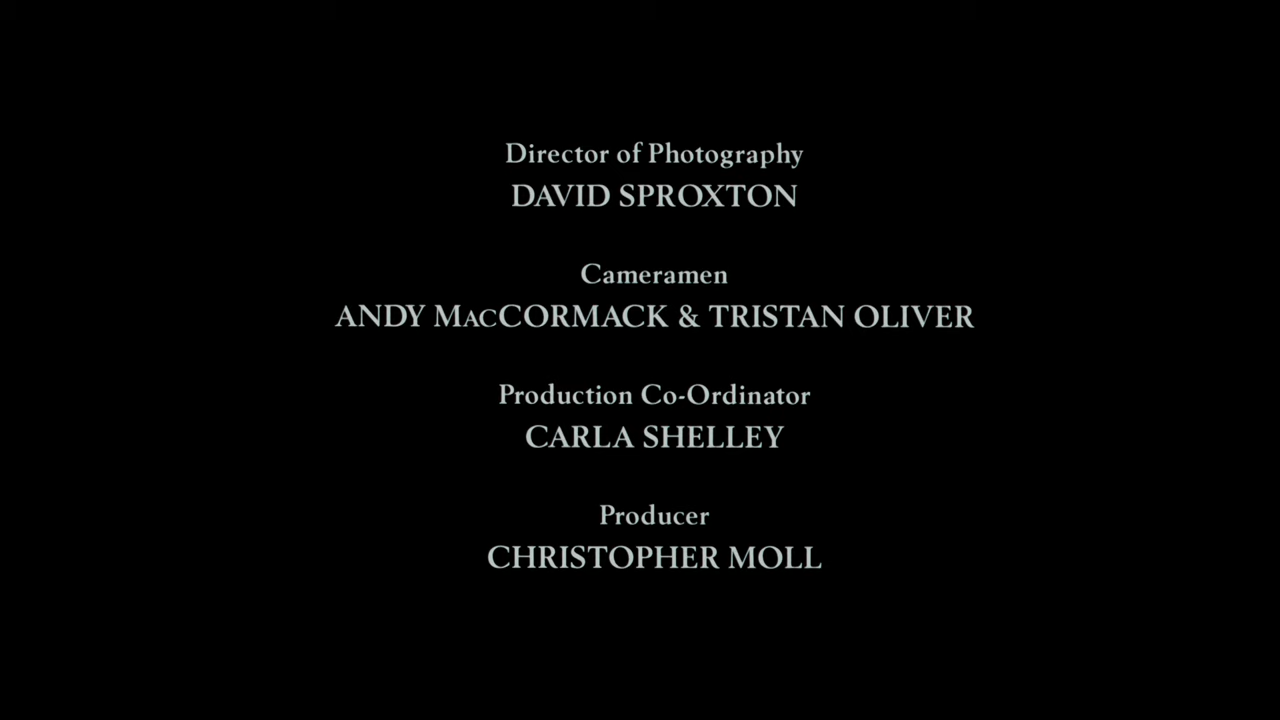 Director of Photography
DAVID SPROXTON
Cameramen
ANDY MACCORMACK & TRISTAN OLIVER
Production Co-Ordinator
CARLA SHELLEY
Producer
CHRISTOPHER MOLL